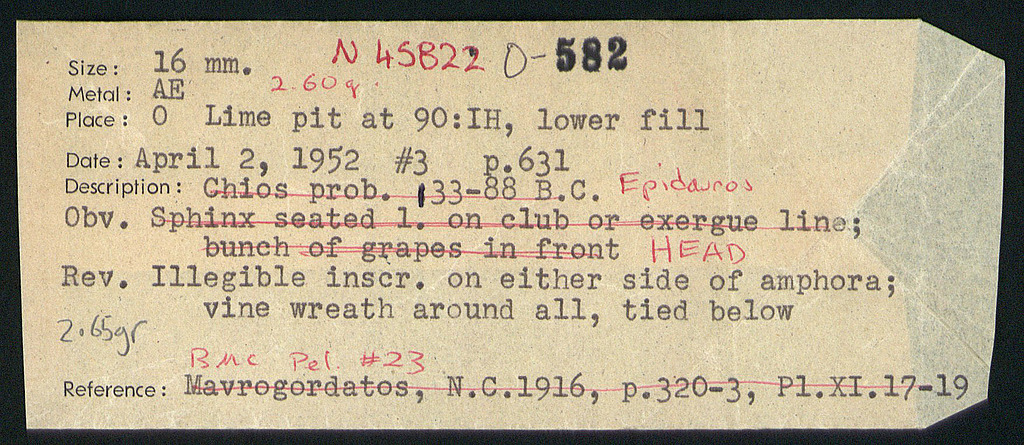 Size: 16 mm. N 45822 O-582
Metal: AE 2.60g
Place: O Lime pit at 90:IH, lower fill
Date: April 2, 1952 #3 p.631
Description: Chios prob. 133-88 B.C. Epidauros
Obv. Sphinx seated l. on club or exergue line;
bunch of grapes in front HEAD
Rev. Illegible inscr. on either side of amphora;
vine wreath around all, tied below
2.65gr
BMC Pel #23
Reference: Mavrogordatos, N.C.1916, p.320-3, Pl.XI.17-19